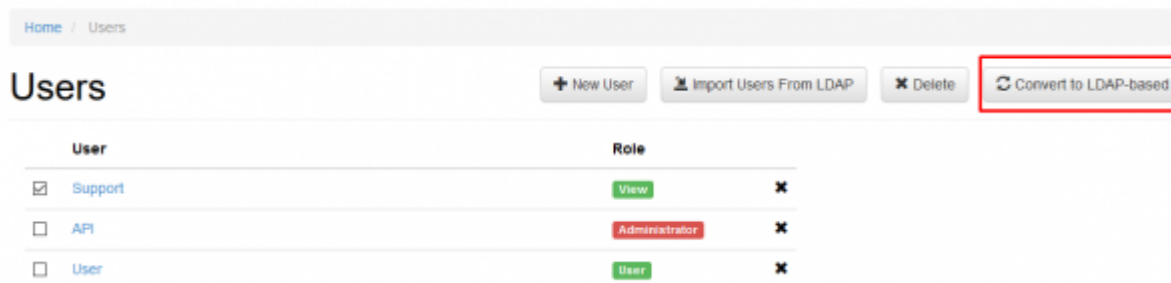 Home / Users
Users
New User
Import Users From LDAP
Delete
Convert to LDAP-based
User Role
Support View
API Administrator
User User